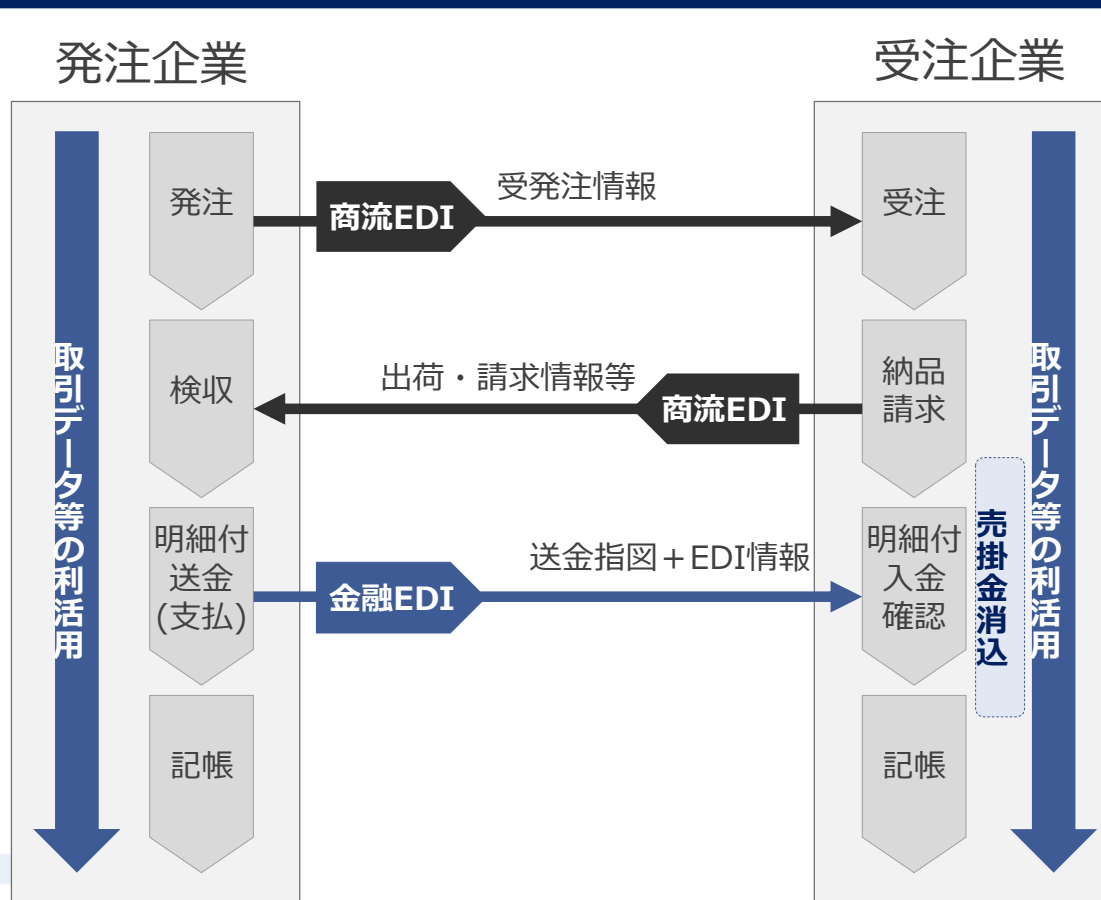 発注企業
受注企業
発注
商流EDI
受発注情報
受注
検収
出荷・請求情報等
商流EDI
納品
請求
取引データ等の利活用
取引データ等の利活用
明細付
送金
(支払)
金融EDI
送金指図＋EDI情報
明細付
入金
確認
売掛金消込
記帳
記帳